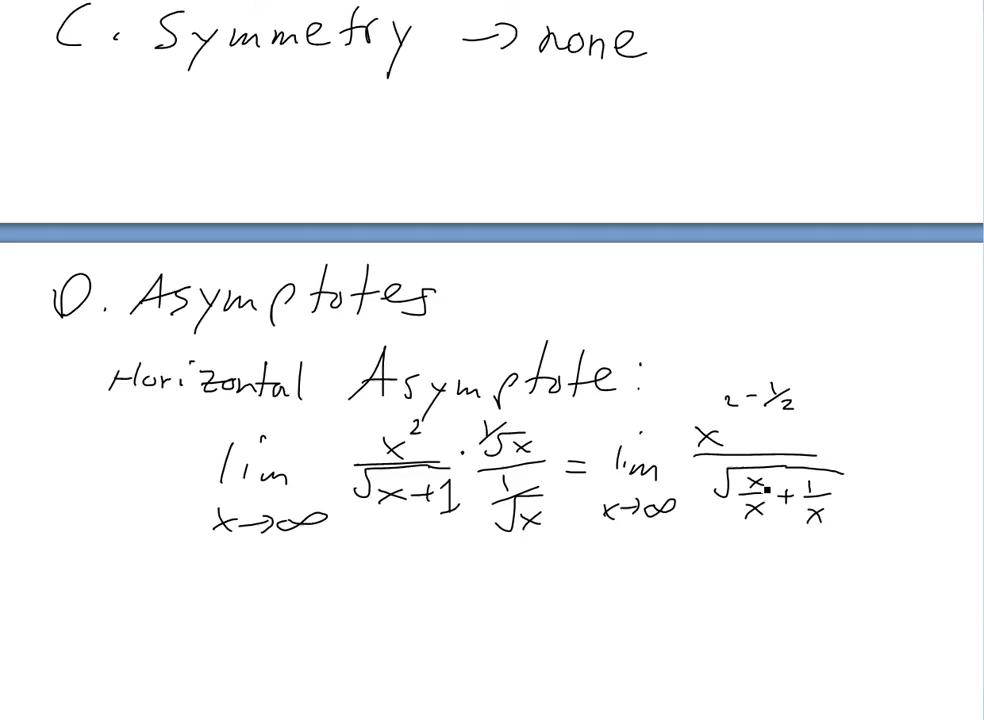 C. Symmetry → none
D. Asymptotes
Horizontal Asymptote:
lim x→∞ x²/√(x+1) · (1/√x)/(1/√x) = lim x→∞ x^(2-1/2)/√(x/x + 1/x)